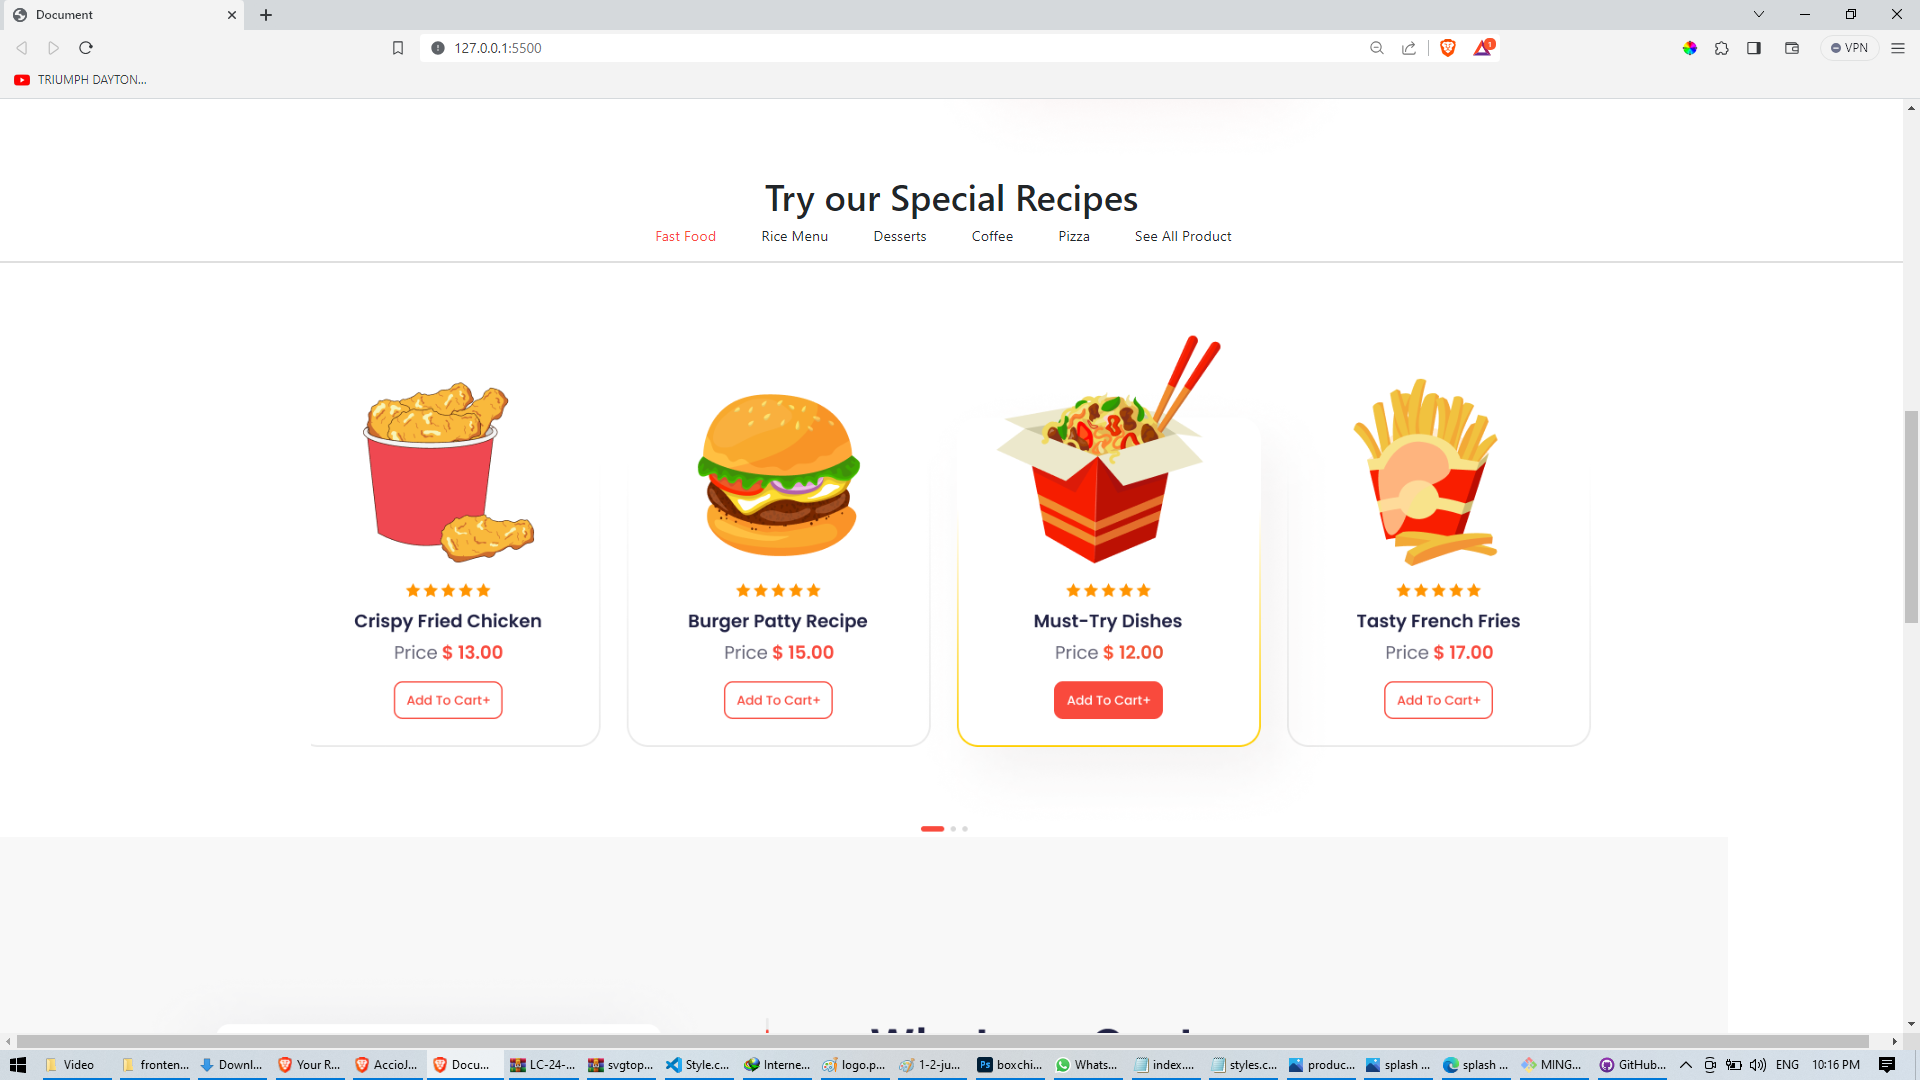 Document
127.0.0.1:5500
1
VPN
TRIUMPH DAYTON...
Try our Special Recipes
Fast Food Rice Menu Desserts Coffee Pizza See All Product
Crispy Fried Chicken
Price $ 13.00
Add To Cart+
Burger Patty Recipe
Price $ 15.00
Add To Cart+
Must-Try Dishes
Price $ 12.00
Add To Cart+
Tasty French Fries
Price $ 17.00
Add To Cart+
Video fronten... Downl... Your R... AccioJ... Docu... LC-24-... svgtop... Style.c... Interne... logo.p... 1-2-ju... Ps boxchi... Whats... index.... styles.c... produc... splash ... splash ... MING... GitHub... ENG 10:16 PM